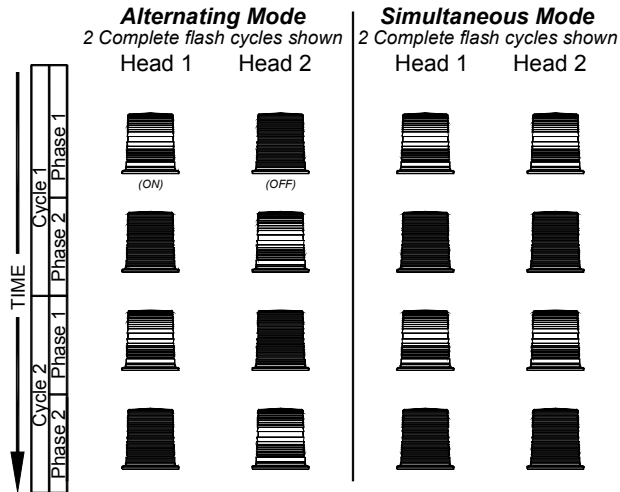 Alternating Mode
2 Complete flash cycles shown
Head 1 Head 2
Simultaneous Mode
2 Complete flash cycles shown
Head 1 Head 2
TIME
Cycle 1
Phase 1
(ON) (OFF)
Phase 2
Cycle 2
Phase 1
Phase 2